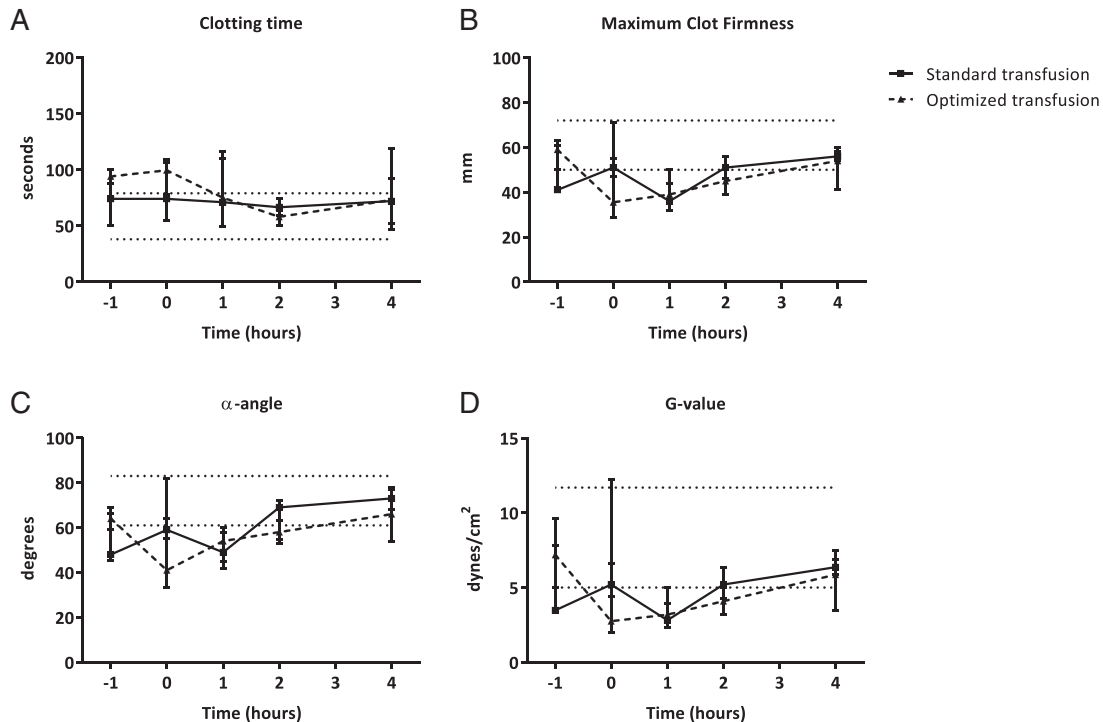 A
Clotting time
200
150
100
50
0
seconds
-1 0 1 2 3 4
Time (hours)
B
Maximum Clot Firmness
100
80
60
40
20
0
mm
-1 0 1 2 3 4
Time (hours)
Standard transfusion
Optimized transfusion
C
α-angle
100
80
60
40
20
0
degrees
-1 0 1 2 3 4
Time (hours)
D
G-value
15
10
5
0
dynes/cm²
-1 0 1 2 3 4
Time (hours)